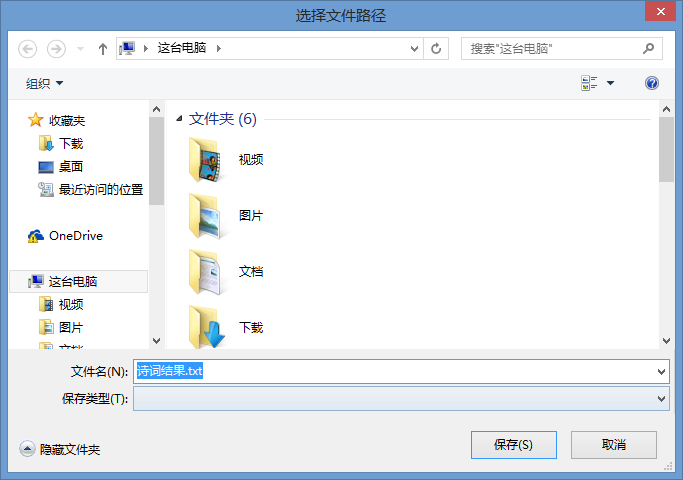 选择文件路径
这台电脑
搜索"这台电脑"
组织
收藏夹
下载
桌面
最近访问的位置
OneDrive
这台电脑
视频
图片
文档
文件夹 (6)
视频
图片
文档
下载
文件名(N):
诗词结果.txt
保存类型(T):
隐藏文件夹
保存(S)
取消